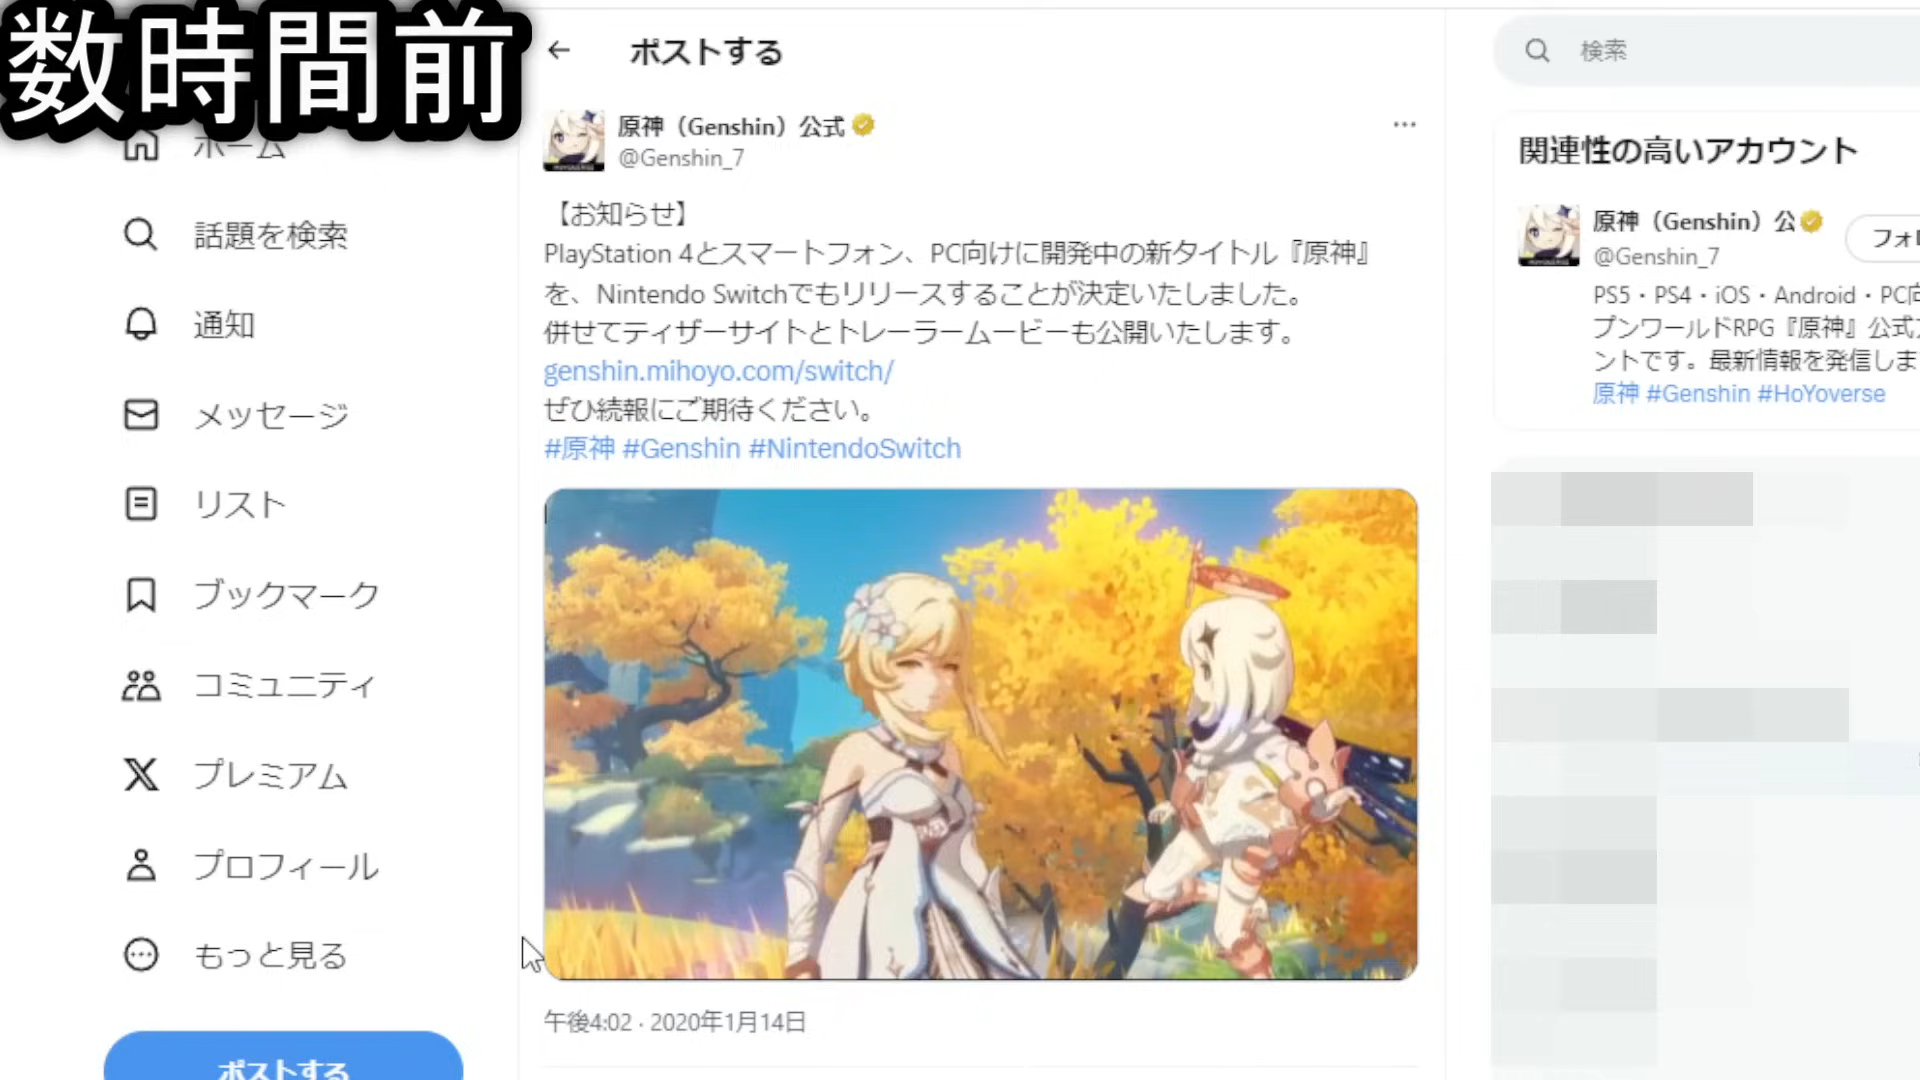 数時間前
ホーム
話題を検索
通知
メッセージ
リスト
ブックマーク
コミュニティ
プレミアム
プロフィール
もっと見る
ポストする
ポストする
原神（Genshin）公式
@Genshin_7
【お知らせ】
PlayStation 4とスマートフォン、PC向けに開発中の新タイトル『原神』
を、Nintendo Switchでもリリースすることが決定いたしました。
併せてティザーサイトとトレーラームービーも公開いたします。
genshin.mihoyo.com/switch/
ぜひ続報にご期待ください。
#原神 #Genshin #NintendoSwitch
午後4:02 · 2020年1月14日
検索
関連性の高いアカウント
原神（Genshin）公
@Genshin_7
フォ
PS5・PS4・iOS・Android・PC向
プンワールドRPG『原神』公式
ントです。最新情報を発信しま
原神 #Genshin #HoYoverse